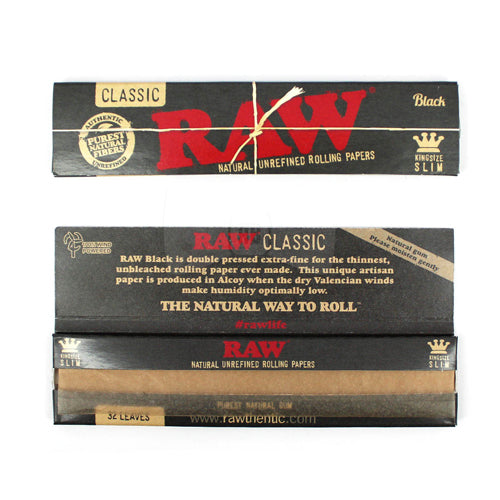 CLASSIC
Black
AUTHENTIC
PUREST
NATURAL
FIBERS
UNREFINED
RAW
NATURAL UNREFINED ROLLING PAPERS
KINGSIZE
SLIM
100% WIND
POWERED
RAW CLASSIC
Natural gum
Please moisten gently
RAW Black is double pressed extra-fine for the thinnest,
unbleached rolling paper ever made. This unique artisan
paper is produced in Alcoy when the dry Valencian winds
make humidity optimally low.
THE NATURAL WAY TO ROLL™
#rawlife
KINGSIZE
SLIM
RAW
NATURAL UNREFINED ROLLING PAPERS
KINGSIZE
SLIM
PUREST NATURAL GUM
32 LEAVES
www.rawthentic.com